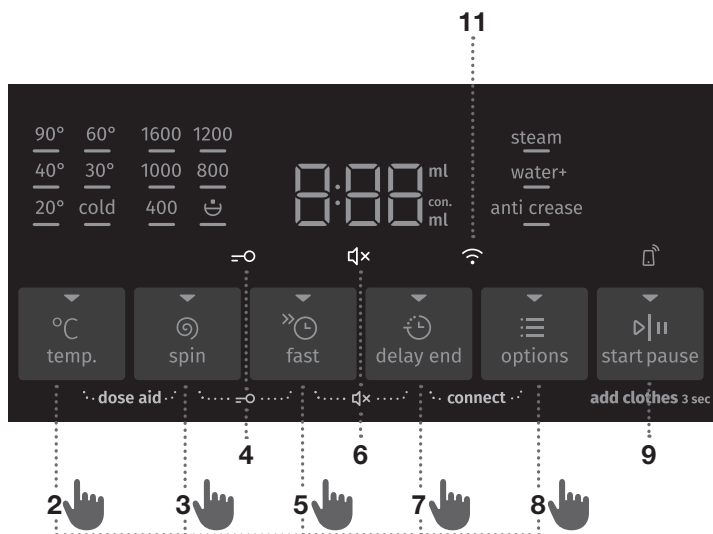 11
90° 60° 1600 1200 steam
40° 30° 1000 800 8:88 ml water+
20° cold 400 con. ml anti crease
°C
temp. spin fast delay end options start pause
dose aid connect add clothes 3 sec
4 6 9
2 3 5 7 8